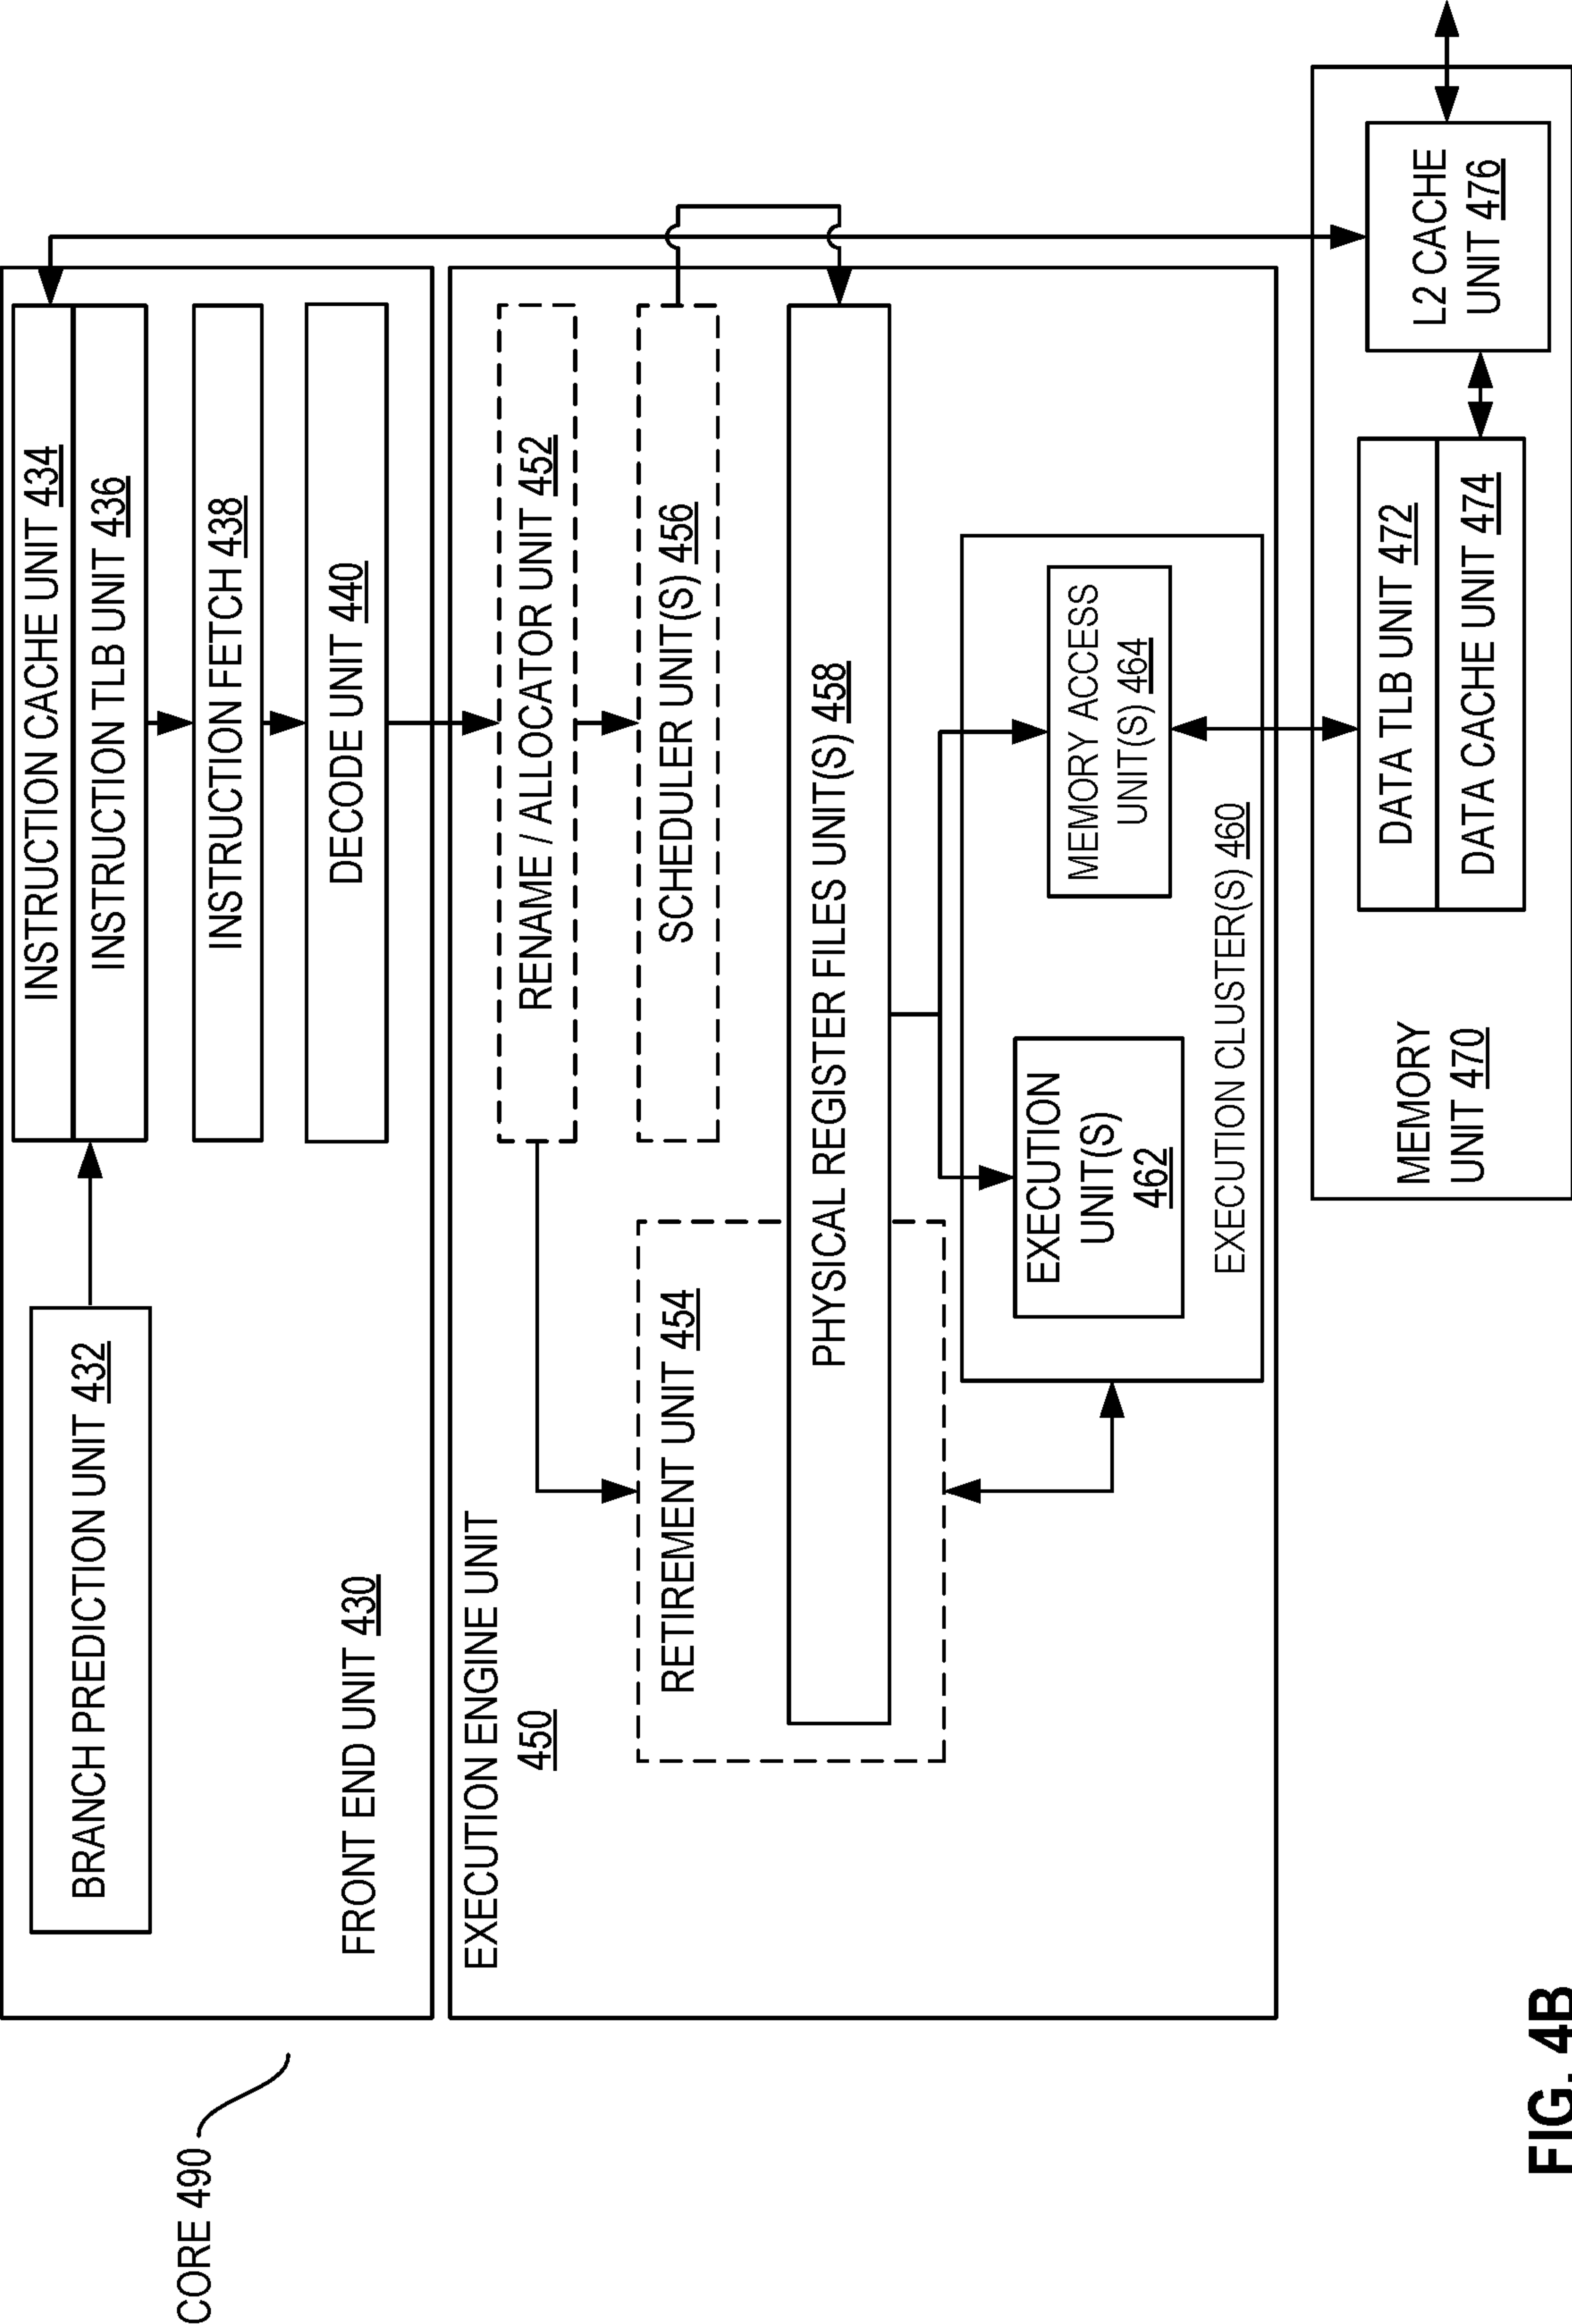 CORE 490
BRANCH PREDICTION UNIT 432
INSTRUCTION CACHE UNIT 434
INSTRUCTION TLB UNIT 436
INSTRUCTION FETCH 438
DECODE UNIT 440
FRONT END UNIT 430
EXECUTION ENGINE UNIT
450
RENAME / ALLOCATOR UNIT 452
RETIREMENT UNIT 454
SCHEDULER UNIT(S) 456
PHYSICAL REGISTER FILES UNIT(S) 458
EXECUTION
UNIT(S)
462
MEMORY ACCESS
UNIT(S) 464
EXECUTION CLUSTER(S) 460
MEMORY
UNIT 470
DATA TLB UNIT 472
DATA CACHE UNIT 474
L2 CACHE
UNIT 476
FIG. 4B